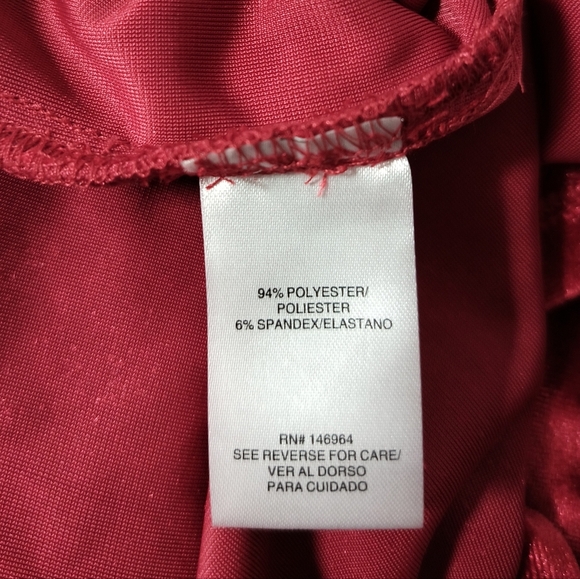 94% POLYESTER/
POLIESTER
6% SPANDEX/ELASTANO
RN# 146964
SEE REVERSE FOR CARE/
VER AL DORSO
PARA CUIDADO